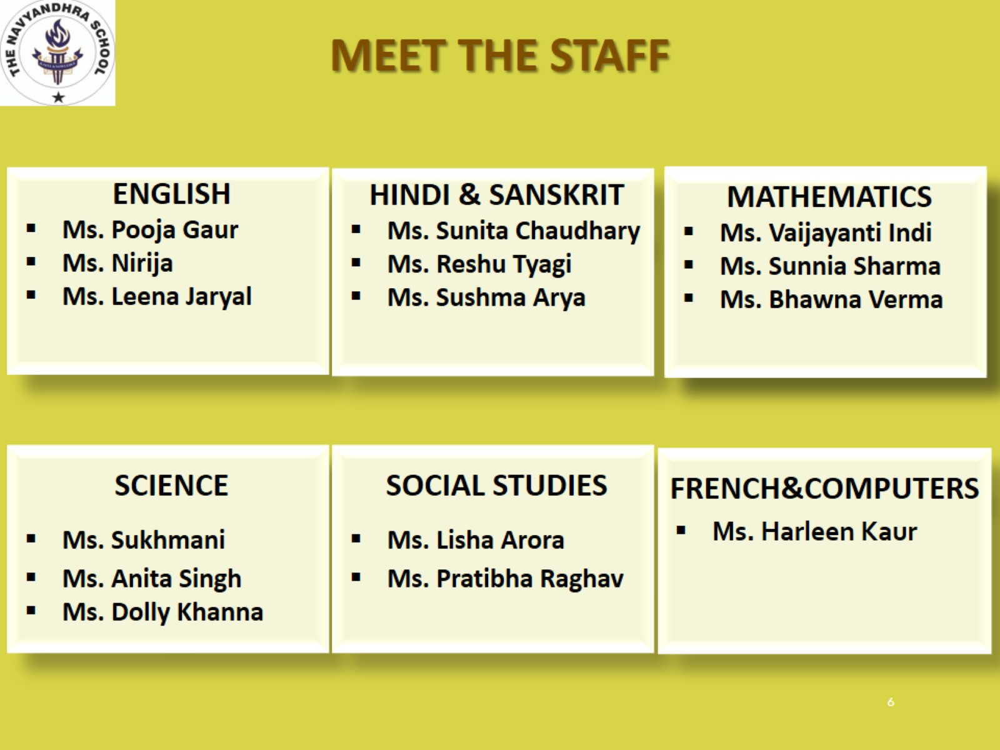 THE NAVYANDHRA SCHOOL
MEET THE STAFF
ENGLISH
▪ Ms. Pooja Gaur
▪ Ms. Nirija
▪ Ms. Leena Jaryal
HINDI & SANSKRIT
▪ Ms. Sunita Chaudhary
▪ Ms. Reshu Tyagi
▪ Ms. Sushma Arya
MATHEMATICS
▪ Ms. Vaijayanti Indi
▪ Ms. Sunnia Sharma
▪ Ms. Bhawna Verma
SCIENCE
▪ Ms. Sukhmani
▪ Ms. Anita Singh
▪ Ms. Dolly Khanna
SOCIAL STUDIES
▪ Ms. Lisha Arora
▪ Ms. Pratibha Raghav
FRENCH&COMPUTERS
▪ Ms. Harleen Kaur
6